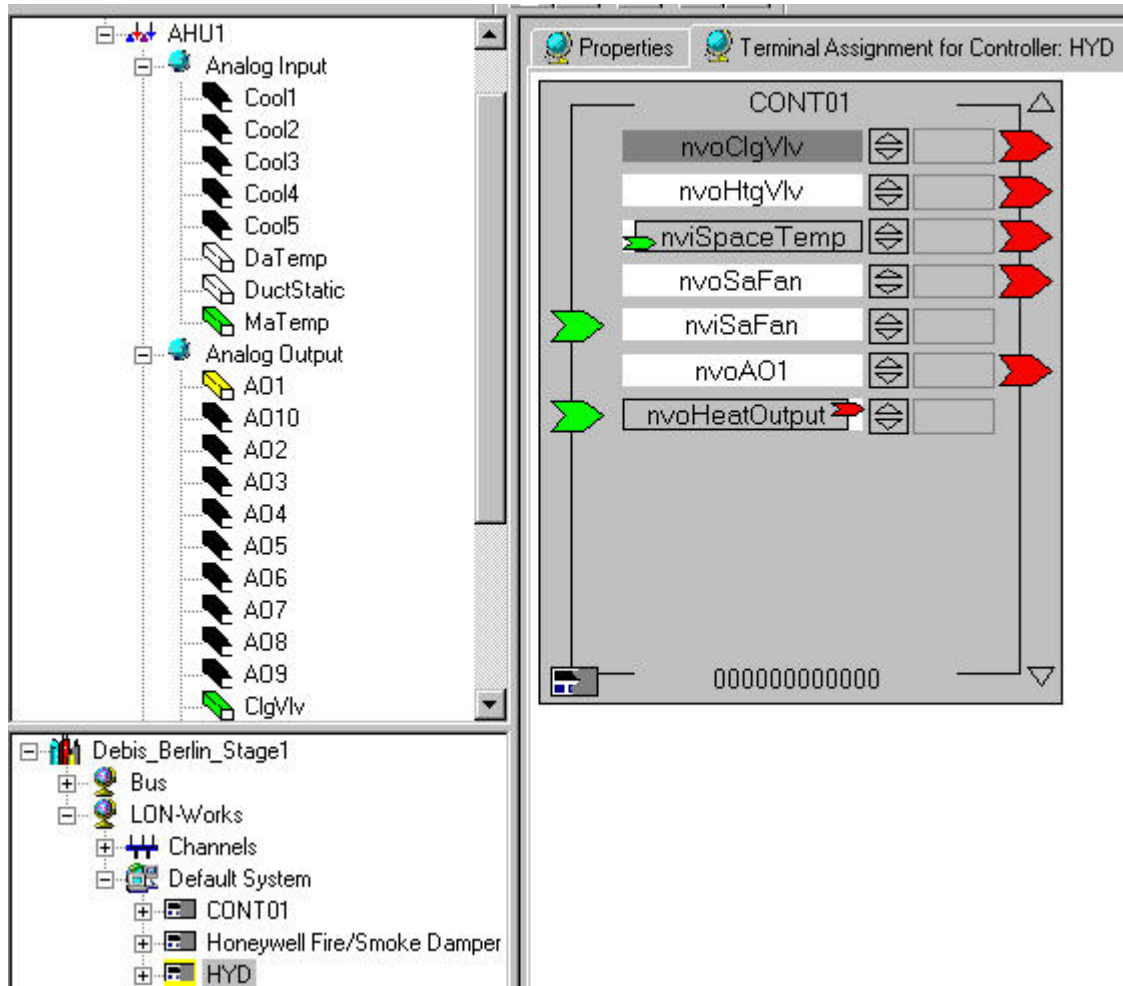 AHU1
Analog Input
Cool1
Cool2
Cool3
Cool4
Cool5
DaTemp
DuctStatic
MaTemp
Analog Output
AO1
AO10
AO2
AO3
AO4
AO5
AO6
AO7
AO8
AO9
ClgVlv
Debis_Berlin_Stage1
Bus
LON-Works
Channels
Default System
CONT01
Honeywell Fire/Smoke Damper
HYD
Properties
Terminal Assignment for Controller: HYD
CONT01
nvoClgVlv
nvoHtgVlv
nviSpaceTemp
nvoSaFan
nviSaFan
nvoAO1
nvoHeatOutput
000000000000